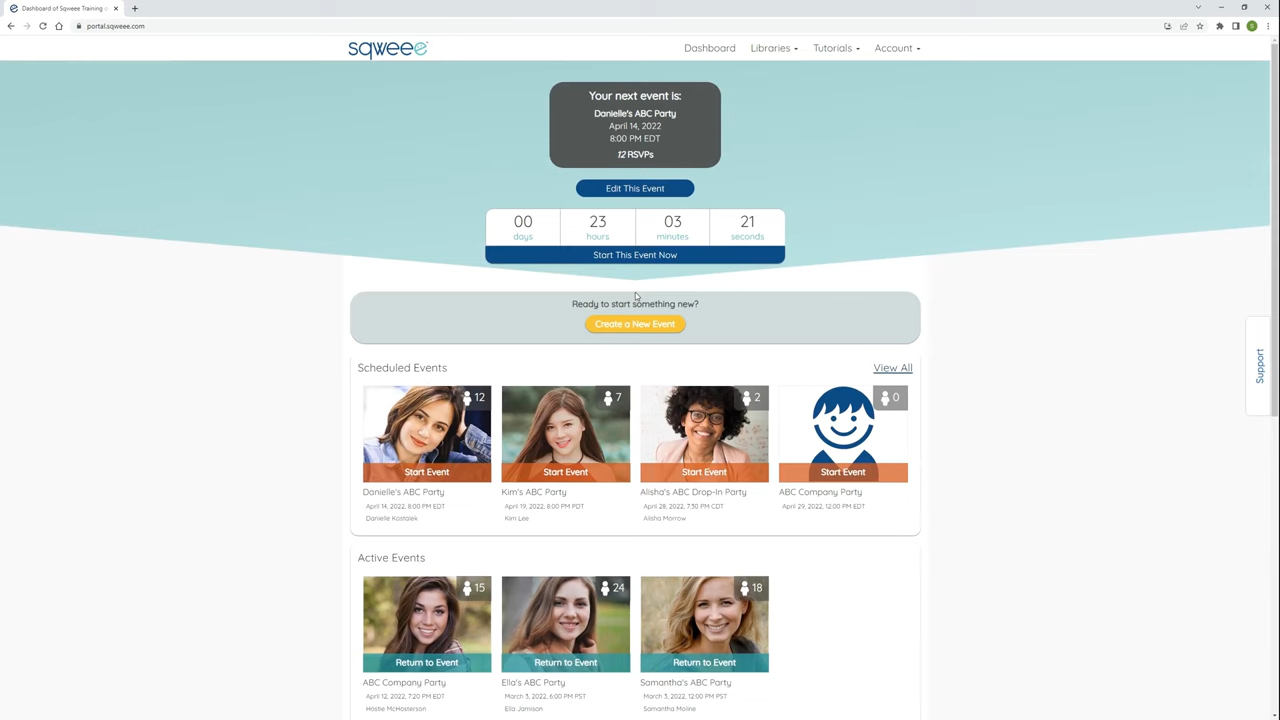 Dashboard of Sqweee Training
portal.sqweee.com
sqweee
Dashboard
Libraries
Tutorials
Account
Your next event is:
Danielle's ABC Party
April 14, 2022
8:00 PM EDT
12 RSVPs
Edit This Event
00 23 03 21
days hours minutes seconds
Start This Event Now
Ready to start something new?
Create a New Event
Support
Scheduled Events
View All
12
Start Event
Danielle's ABC Party
April 14, 2022, 8:00 PM EDT
Danielle Kostalek
7
Start Event
Kim's ABC Party
April 19, 2022, 8:00 PM PDT
Kim Lee
2
Start Event
Alisha's ABC Drop-In Party
April 28, 2022, 7:30 PM CDT
Alisha Morrow
0
Start Event
ABC Company Party
April 29, 2022, 12:00 PM EDT
Active Events
15
Return to Event
ABC Company Party
April 12, 2022, 7:20 PM EDT
Hostie McHosterson
24
Return to Event
Ella's ABC Party
March 3, 2022, 6:00 PM PST
Ella Jamison
18
Return to Event
Samantha's ABC Party
March 3, 2022, 12:00 PM PST
Samantha Moline